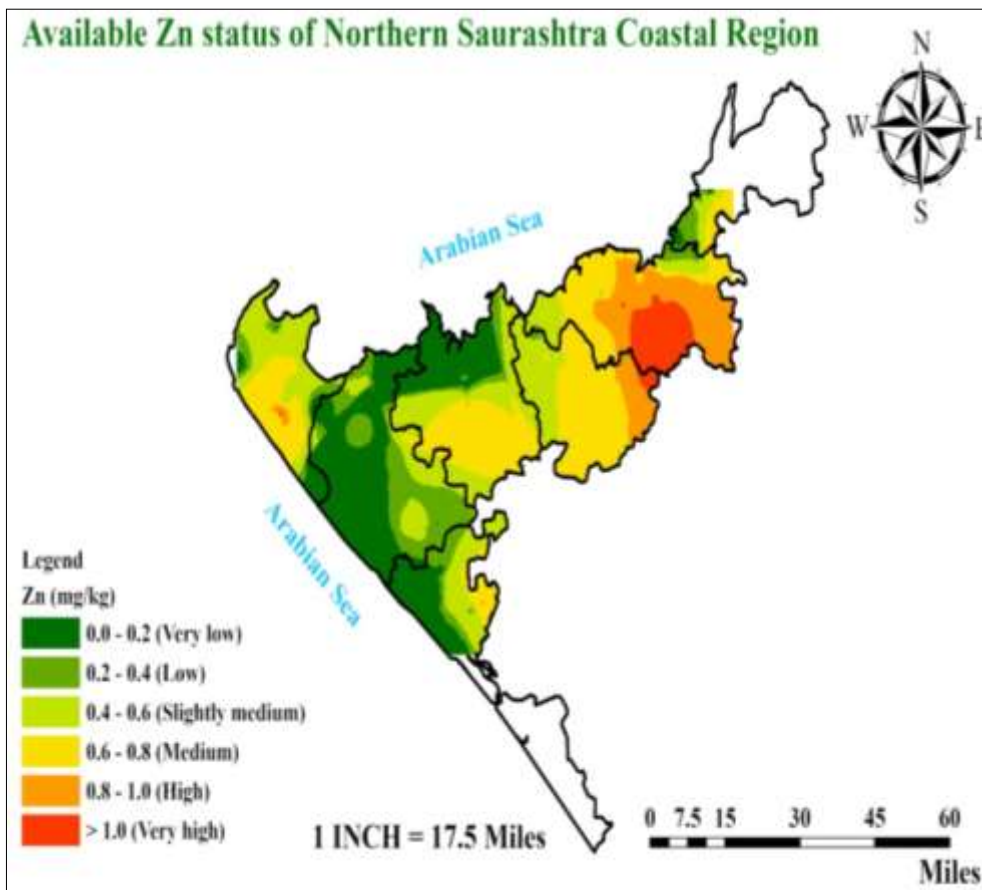 Available Zn status of Northern Saurashtra Coastal Region
N
W E
S
Arabian Sea
Arabian Sea
Legend
Zn (mg/kg)
0.0 - 0.2 (Very low)
0.2 - 0.4 (Low)
0.4 - 0.6 (Slightly medium)
0.6 - 0.8 (Medium)
0.8 - 1.0 (High)
> 1.0 (Very high)
1 INCH = 17.5 Miles
0 7.5 15 30 45 60
Miles